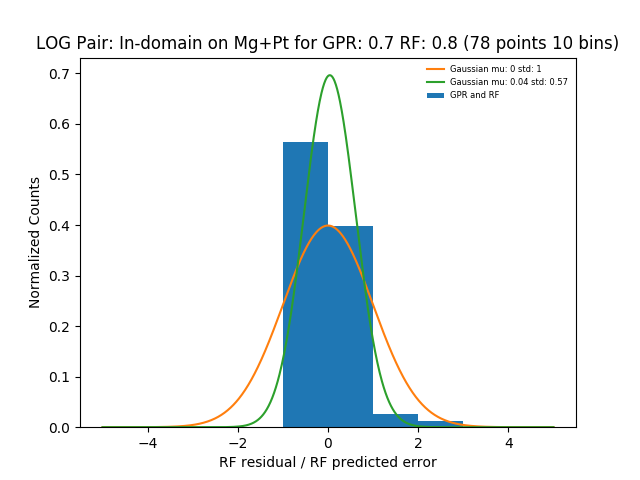 LOG Pair: In-domain on Mg+Pt for GPR: 0.7 RF: 0.8 (78 points 10 bins)
Gaussian mu: 0 std: 1
Gaussian mu: 0.04 std: 0.57
GPR and RF
Normalized Counts
0.7
0.6
0.5
0.4
0.3
0.2
0.1
0.0
−4 −2 0 2 4
RF residual / RF predicted error